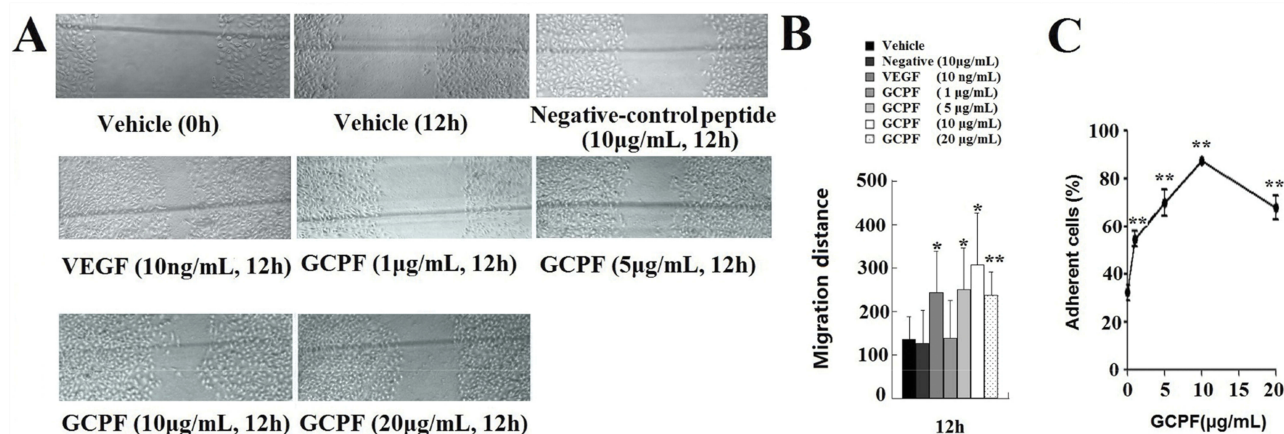 A
Vehicle (0h)
Vehicle (12h)
Negative-control peptide
(10μg/mL, 12h)
VEGF (10ng/mL, 12h)
GCPF (1μg/mL, 12h)
GCPF (5μg/mL, 12h)
GCPF (10μg/mL, 12h)
GCPF (20μg/mL, 12h)
B
Vehicle
Negative (10μg/mL)
VEGF (10 ng/mL)
GCPF ( 1 μg/mL)
GCPF ( 5 μg/mL)
GCPF (10 μg/mL)
GCPF (20 μg/mL)
Migration distance
500
400
300
200
100
0
*
*
*
**
12h
C
Adherent cells (%)
100
80
60
40
20
0
**
**
**
**
0 5 10 15 20
GCPF(μg/mL)